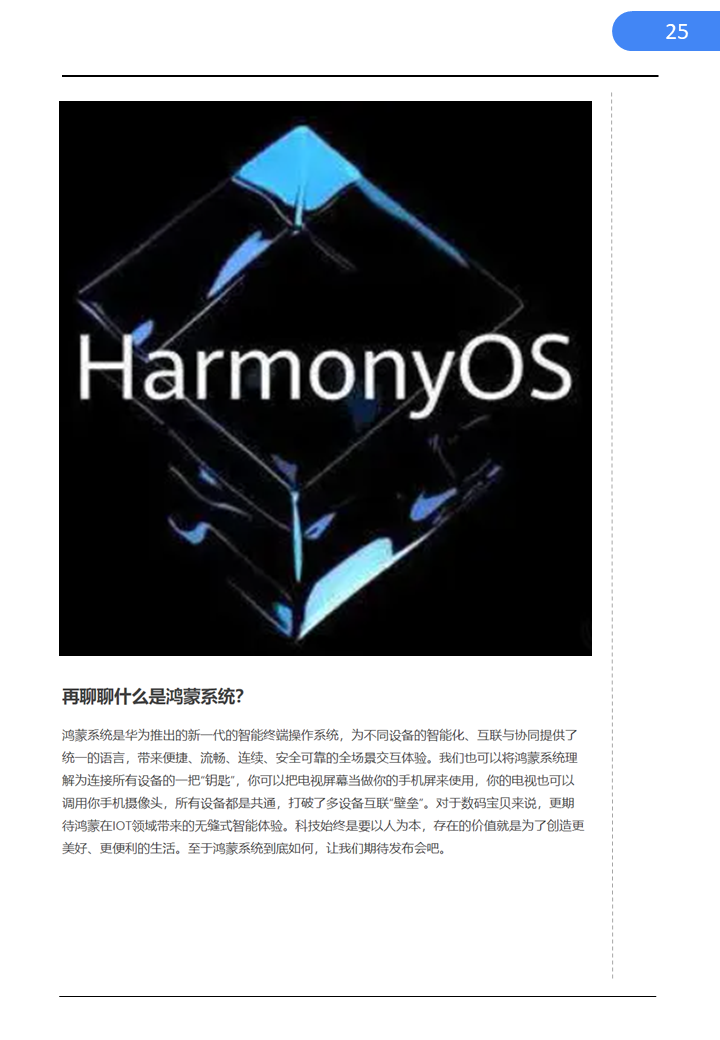 25
HarmonyOS
再聊聊什么是鸿蒙系统？
鸿蒙系统是华为推出的新一代的智能终端操作系统，为不同设备的智能化、互联与协同提供了
统一的语言，带来便捷、流畅、连续、安全可靠的全场景交互体验。我们也可以将鸿蒙系统理
解为连接所有设备的一把“钥匙”，你可以把电视屏幕当做你的手机屏来使用，你的电视也可以
调用你手机摄像头，所有设备都是共通，打破了多设备互联“壁垒”。对于数码宝贝来说，更期
待鸿蒙在IOT领域带来的无缝式智能体验。科技始终是要以人为本，存在的价值就是为了创造更
美好、更便利的生活。至于鸿蒙系统到底如何，让我们期待发布会吧。